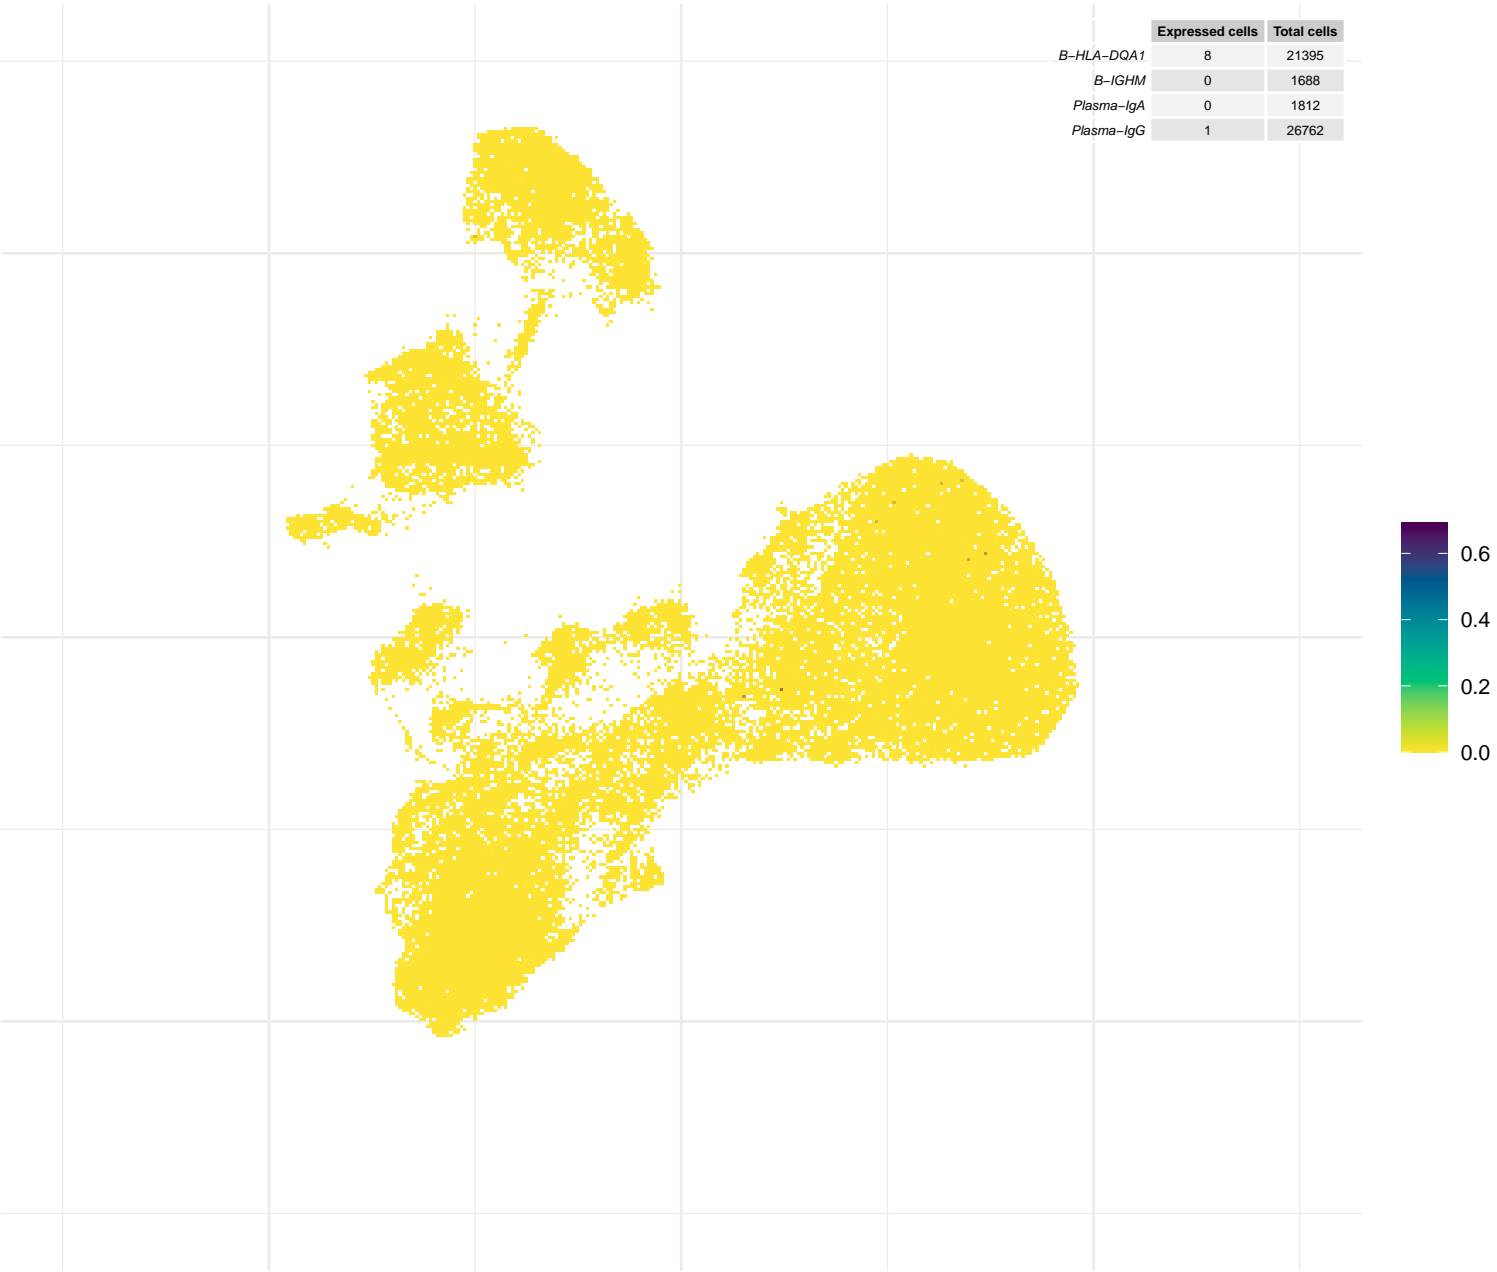 Expressed cells Total cells
B−HLA−DQA1 8 21395
B−IGHM 0 1688
Plasma−IgA 0 1812
Plasma−IgG 1 26762
0.6
0.4
0.2
0.0